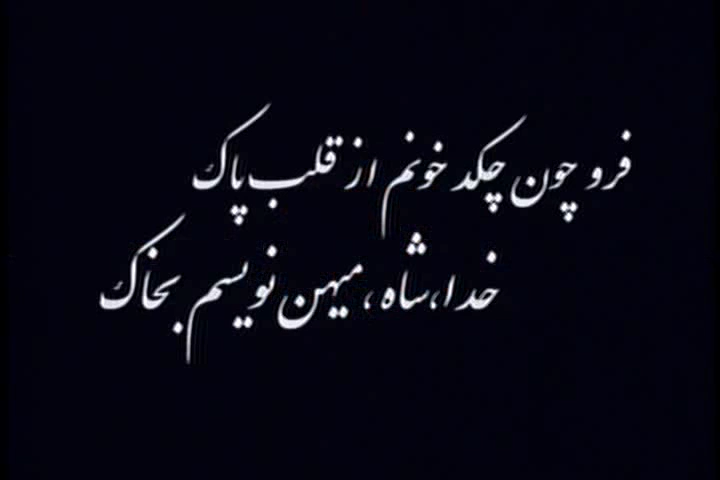 فرو چون چکد خونم از قلب پاک
خدا،شاه،میهن نویسم بخاک